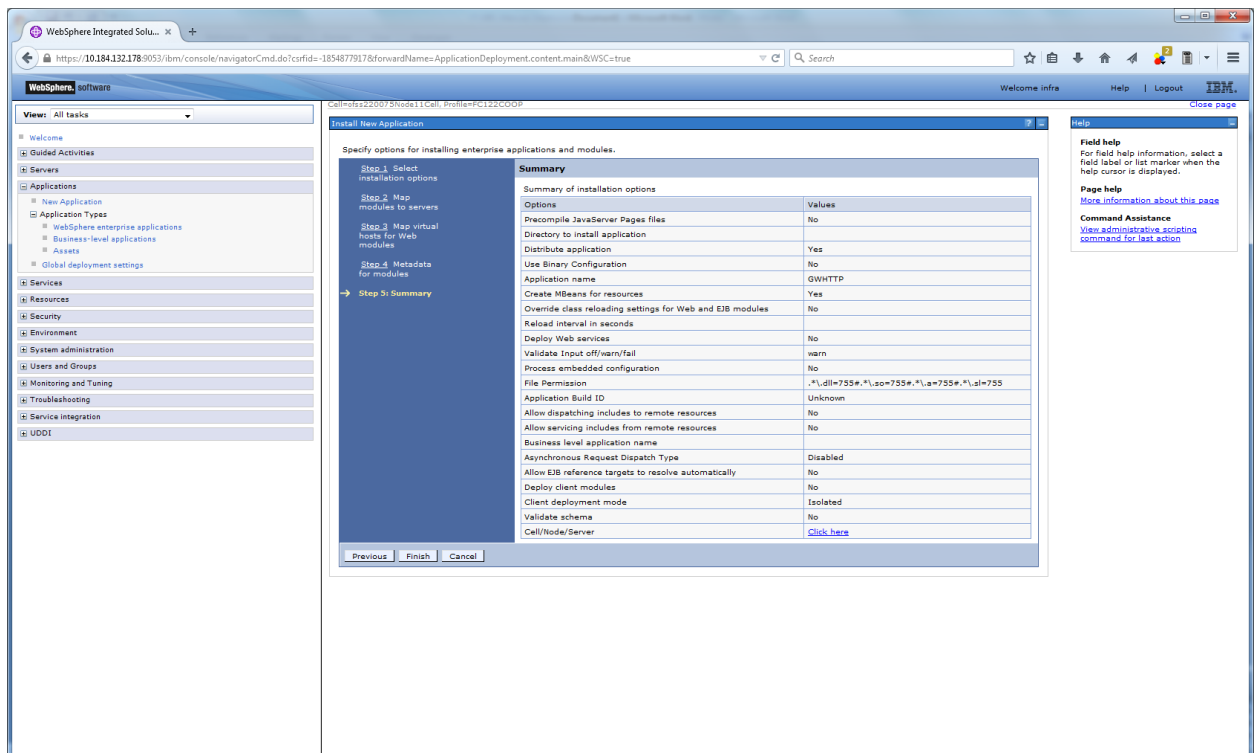 WebSphere Integrated Solu... × +
https://10.184.132.178:9053/ibm/console/navigatorCmd.do?csrfid=-1854877917&forwardName=ApplicationDeployment.content.main&WSC=true
Search
2
WebSphere. software
Welcome infra
Help | Logout
IBM.
View: All tasks
Welcome
Guided Activities
Servers
Applications
New Application
Application Types
WebSphere enterprise applications
Business-level applications
Assets
Global deployment settings
Services
Resources
Security
Environment
System administration
Users and Groups
Monitoring and Tuning
Troubleshooting
Service integration
UDDI
Cell=ofss220075Node11Cell, Profile=FC122COOP
Close page
Install New Application
? -
Specify options for installing enterprise applications and modules.
Step 1 Select
installation options
Step 2 Map
modules to servers
Step 3 Map virtual
hosts for Web
modules
Step 4 Metadata
for modules
Step 5: Summary
Summary
Summary of installation options
Options Values
Precompile JavaServer Pages files No
Directory to install application
Distribute application Yes
Use Binary Configuration No
Application name GWHTTP
Create MBeans for resources Yes
Override class reloading settings for Web and EJB modules No
Reload interval in seconds
Deploy Web services No
Validate Input off/warn/fail warn
Process embedded configuration No
File Permission .*\.dll=755#.*\.so=755#.*\.a=755#.*\.sl=755
Application Build ID Unknown
Allow dispatching includes to remote resources No
Allow servicing includes from remote resources No
Business level application name
Asynchronous Request Dispatch Type Disabled
Allow EJB reference targets to resolve automatically No
Deploy client modules No
Client deployment mode Isolated
Validate schema No
Cell/Node/Server Click here
Previous Finish Cancel
Help
Field help
For field help information, select a
field label or list marker when the
help cursor is displayed.
Page help
More information about this page
Command Assistance
View administrative scripting
command for last action